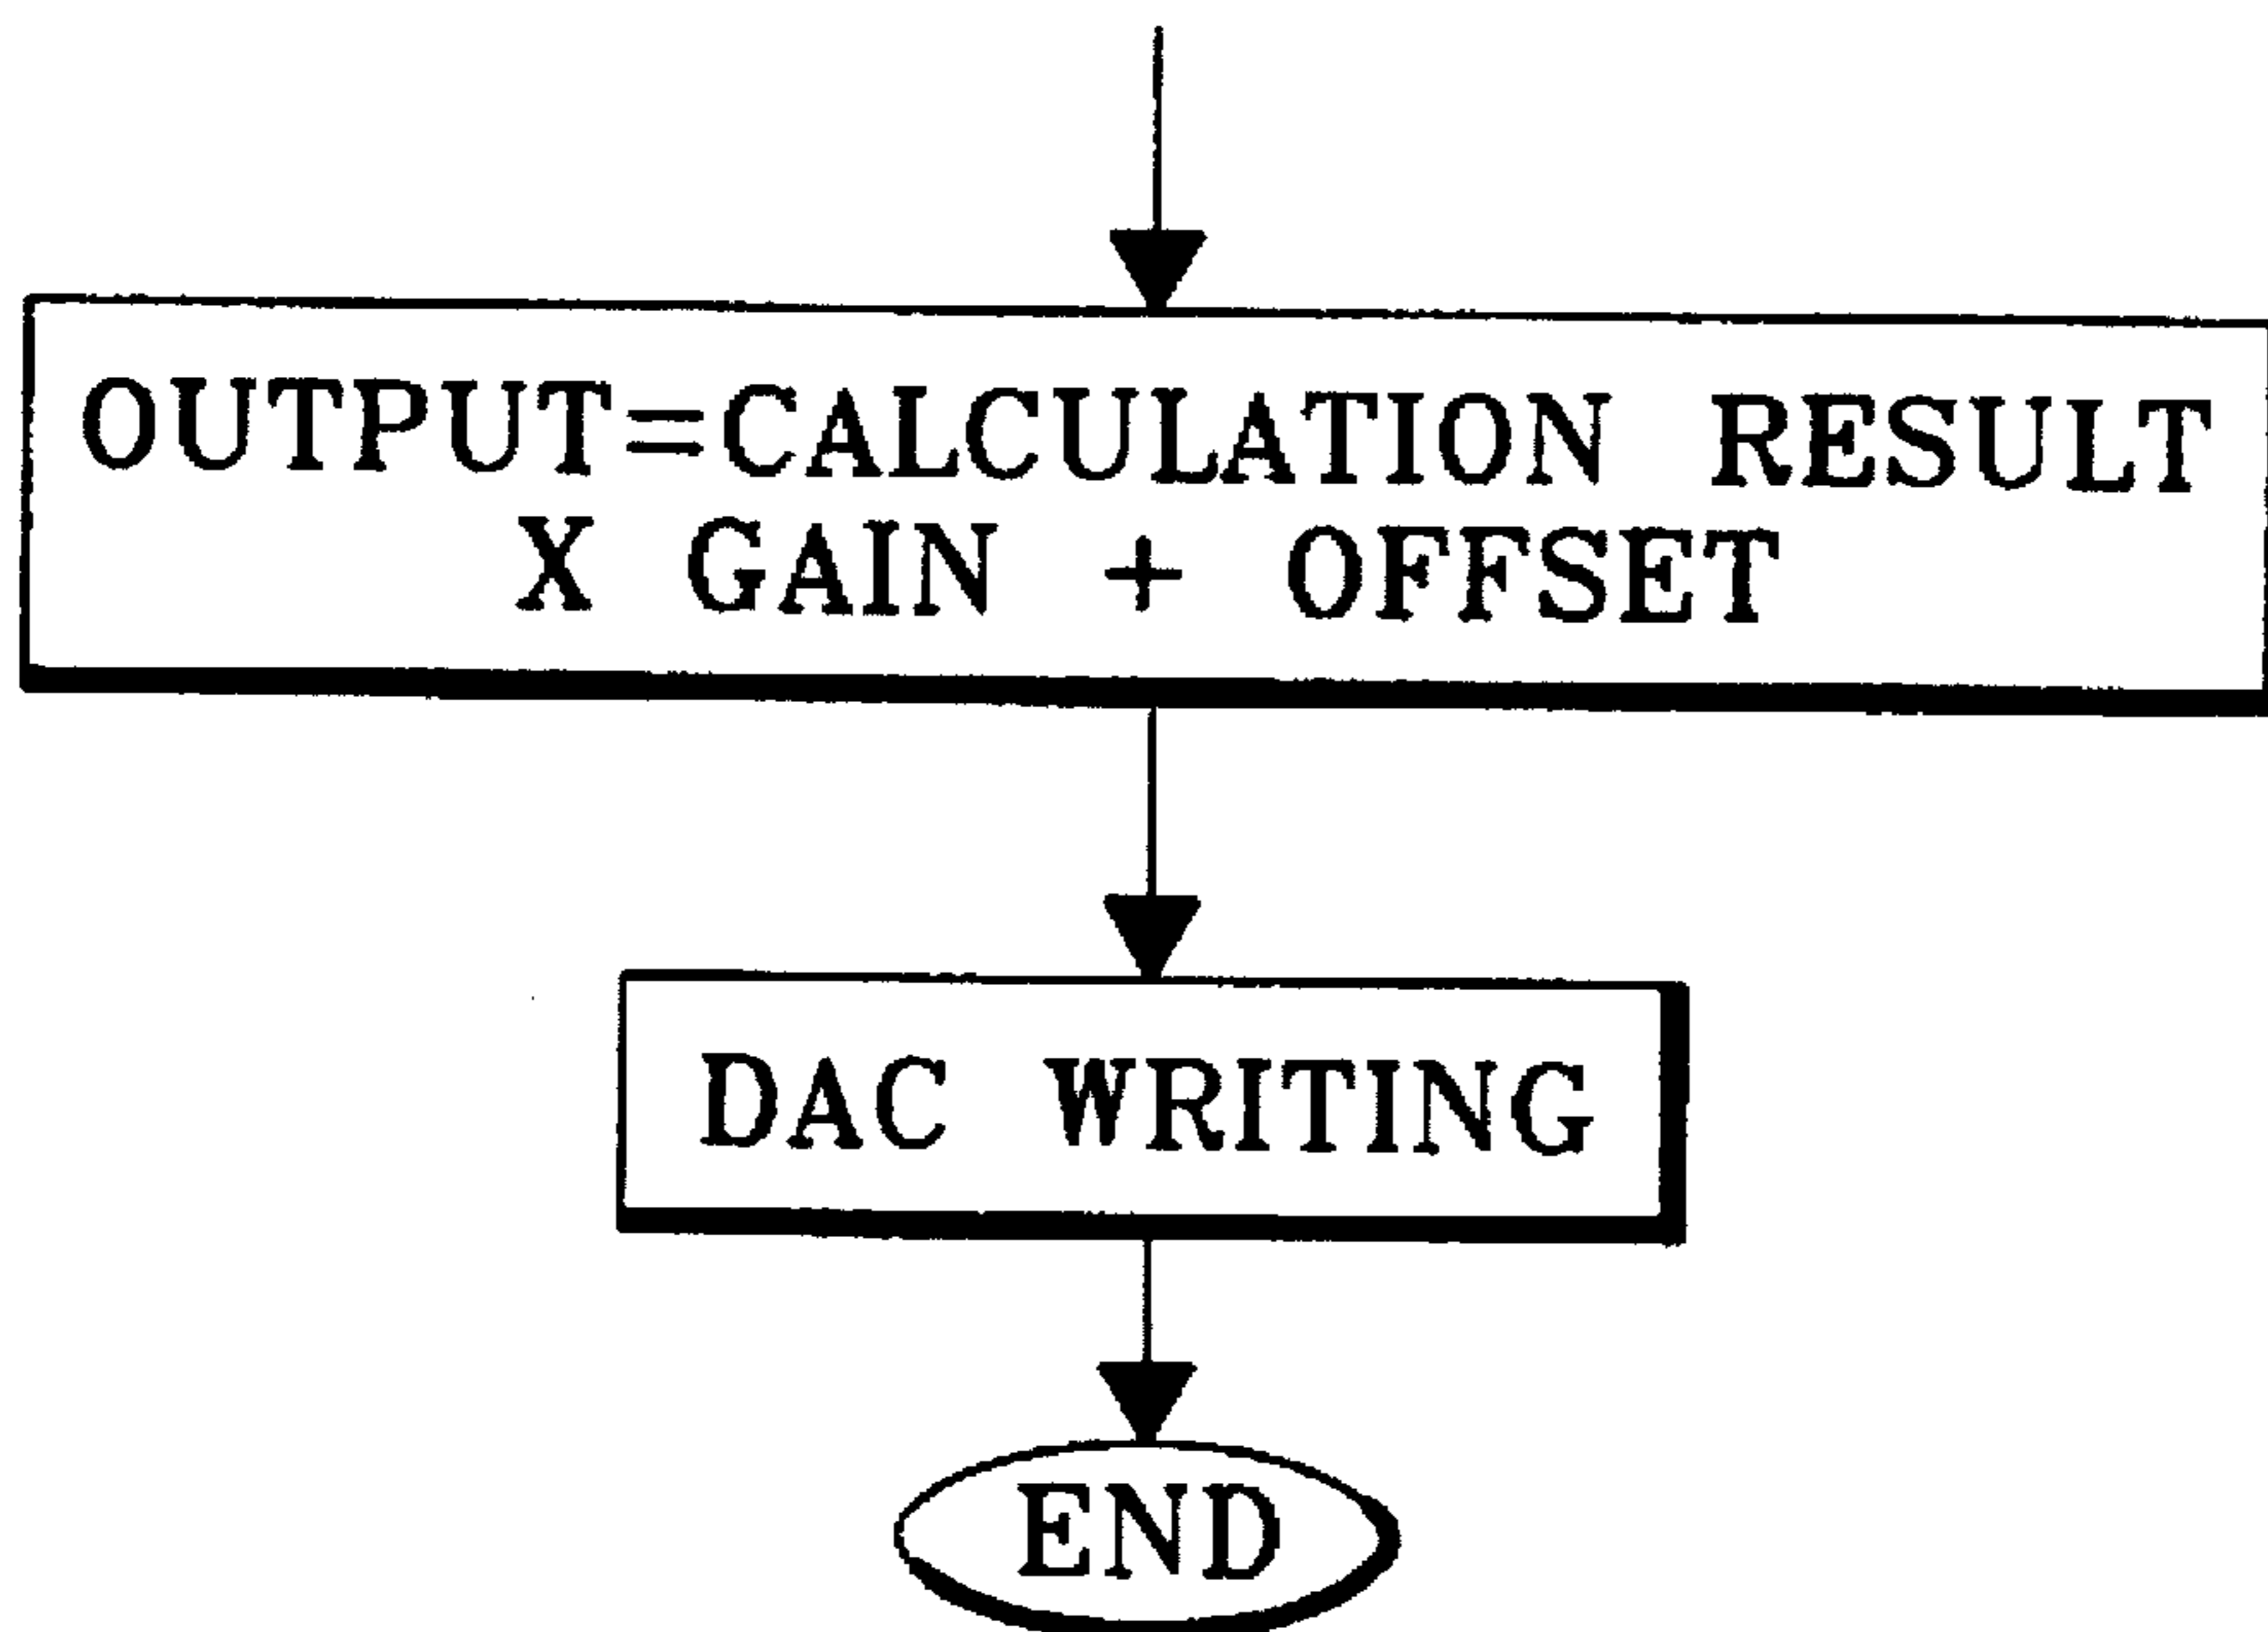 OUTPUT=CALCULATION RESULT
X GAIN + OFFSET
DAC WRITING
END